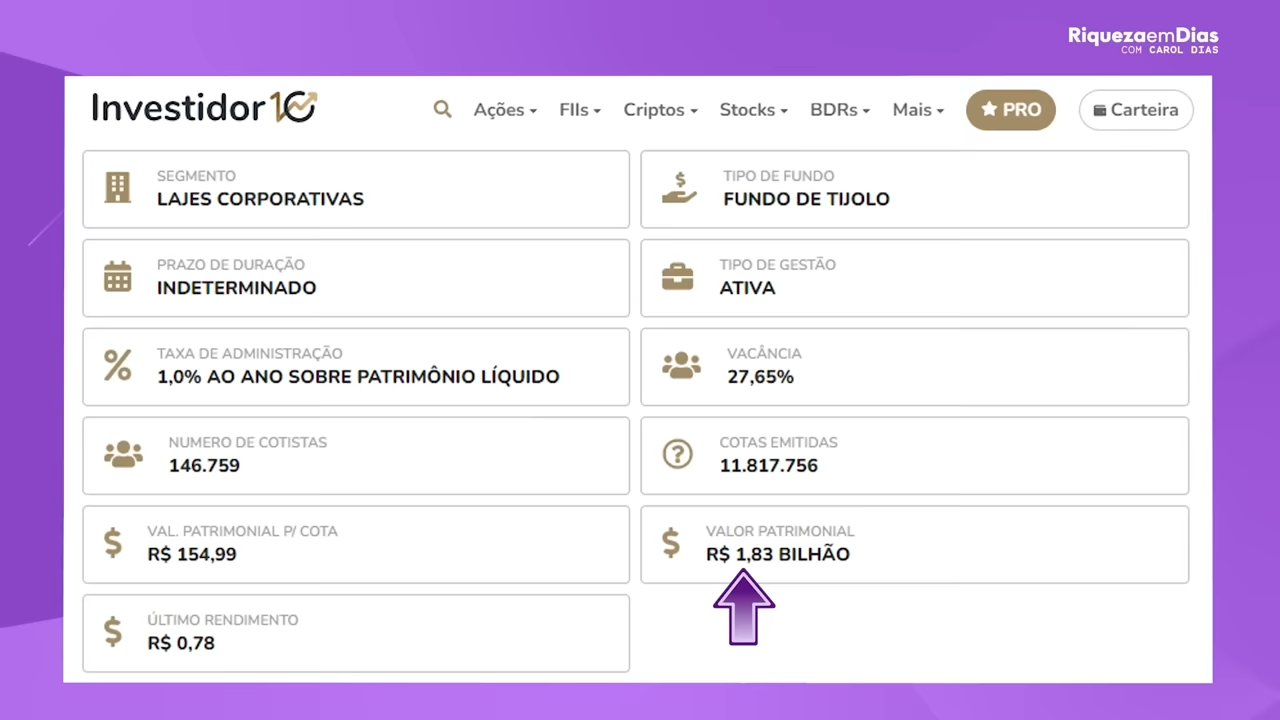 RiquezaemDias
COM CAROL DIAS
Investidor10
Ações
FIIs
Criptos
Stocks
BDRs
Mais
PRO
Carteira
SEGMENTO
LAJES CORPORATIVAS
TIPO DE FUNDO
FUNDO DE TIJOLO
PRAZO DE DURAÇÃO
INDETERMINADO
TIPO DE GESTÃO
ATIVA
TAXA DE ADMINISTRAÇÃO
1,0% AO ANO SOBRE PATRIMÔNIO LÍQUIDO
VACÂNCIA
27,65%
NUMERO DE COTISTAS
146.759
COTAS EMITIDAS
11.817.756
VAL. PATRIMONIAL P/ COTA
R$ 154,99
VALOR PATRIMONIAL
R$ 1,83 BILHÃO
ÚLTIMO RENDIMENTO
R$ 0,78